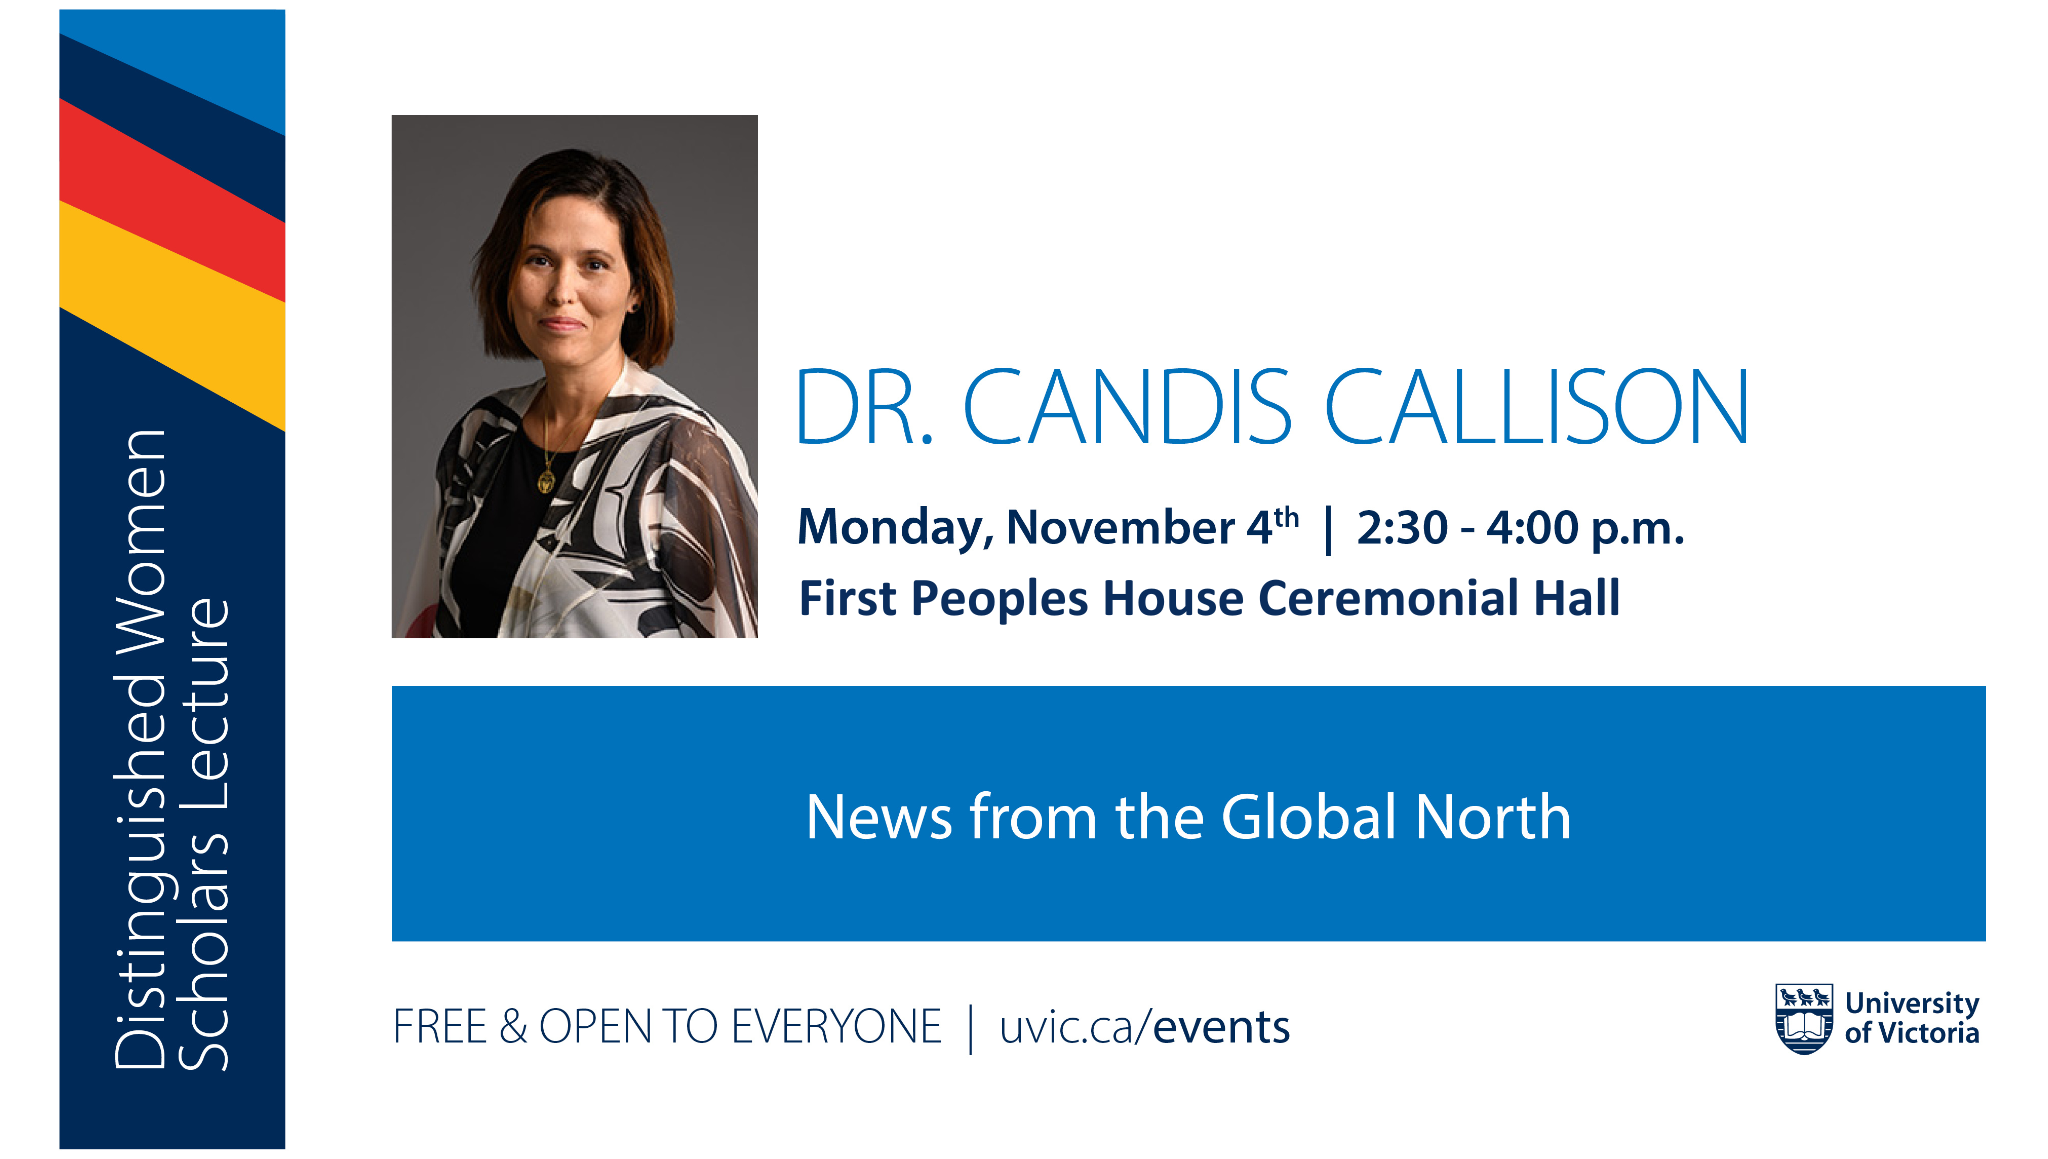 Distinguished Women
Scholars Lecture
DR. CANDIS CALLISON
Monday, November 4th | 2:30 - 4:00 p.m.
First Peoples House Ceremonial Hall
News from the Global North
FREE & OPEN TO EVERYONE | uvic.ca/events
University
of Victoria